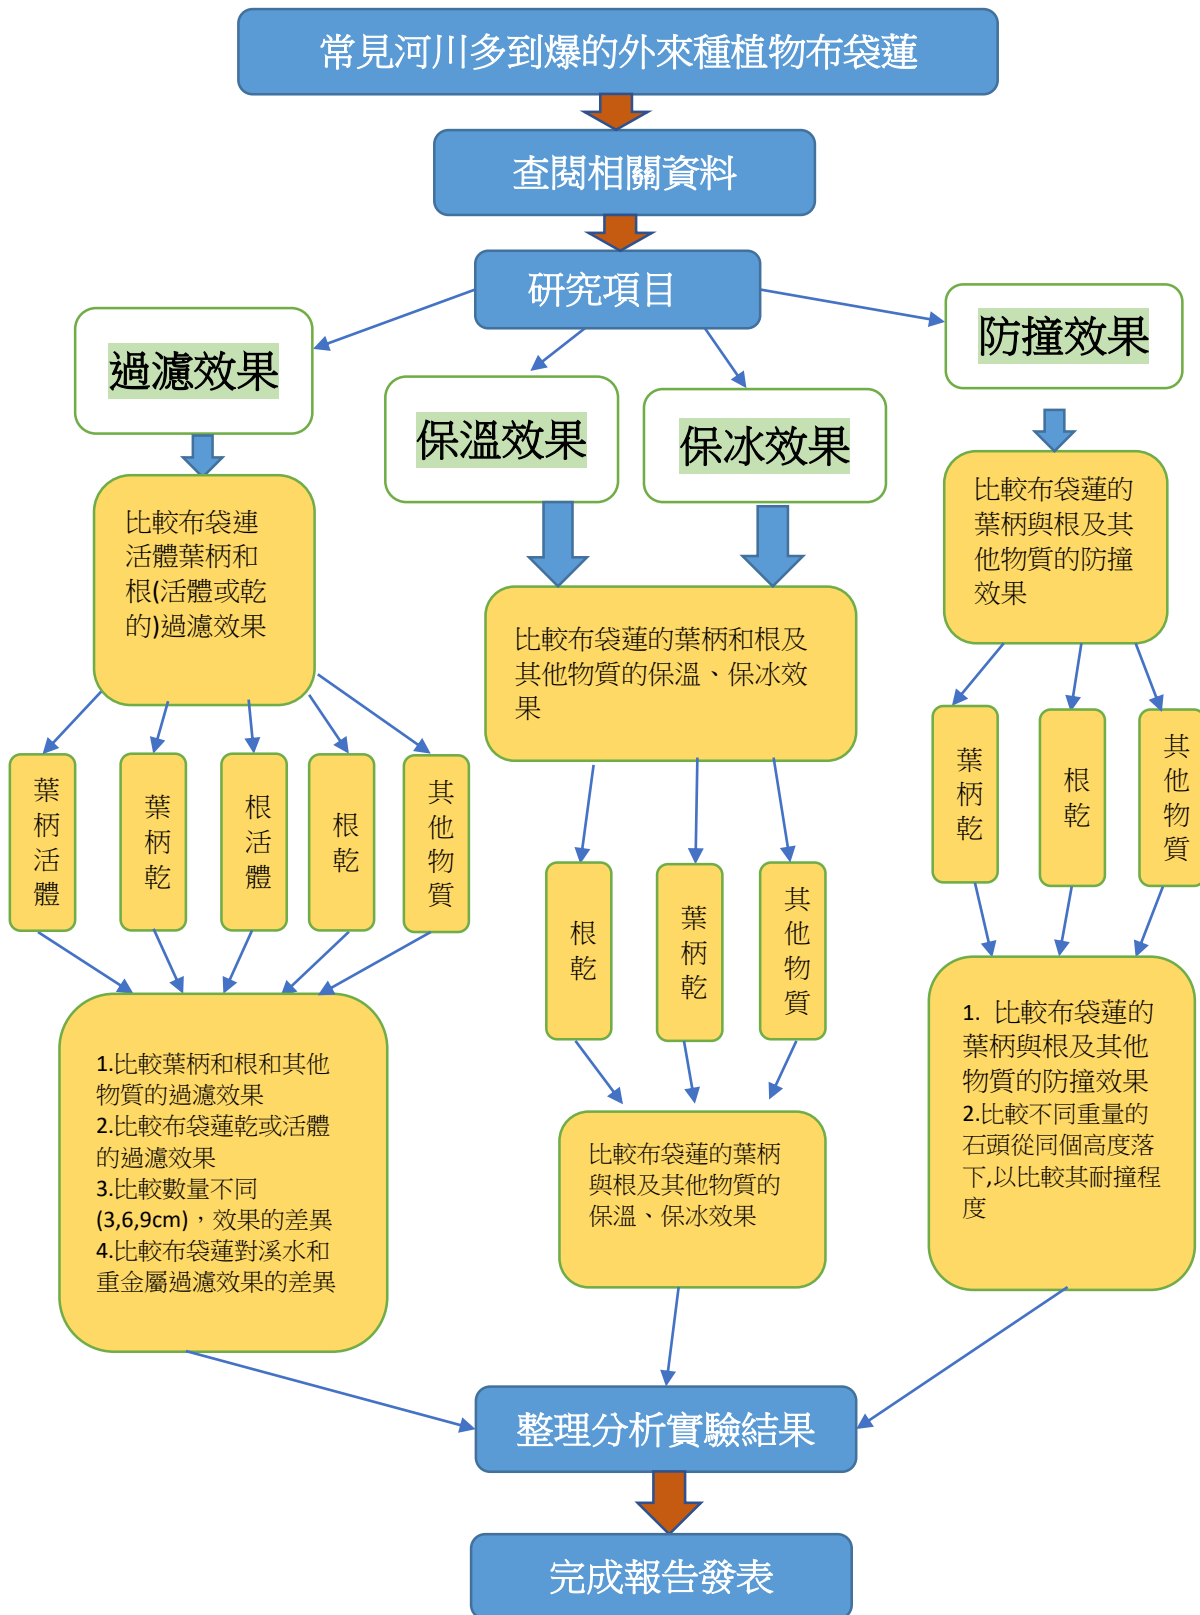 常見河川多到爆的外來種植物布袋蓮
查閱相關資料
研究項目
過濾效果
保溫效果
保冰效果
防撞效果
比較布袋連
活體葉柄和
根(活體或乾
的)過濾效果
比較布袋蓮的葉柄和根及
其他物質的保溫、保冰效
果
比較布袋蓮的
葉柄與根及其
他物質的防撞
效果
葉柄活體
葉柄乾
根活體
根乾
其他物質
根乾
葉柄乾
其他物質
葉柄乾
根乾
其他物質
1.比較葉柄和根和其他
物質的過濾效果
2.比較布袋蓮乾或活體
的過濾效果
3.比較數量不同
(3,6,9cm)，效果的差異
4.比較布袋蓮對溪水和
重金屬過濾效果的差異
比較布袋蓮的葉柄
與根及其他物質的
保溫、保冰效果
1. 比較布袋蓮的
葉柄與根及其他
物質的防撞效果
2.比較不同重量的
石頭從同個高度落
下,以比較其耐撞程
度
整理分析實驗結果
完成報告發表